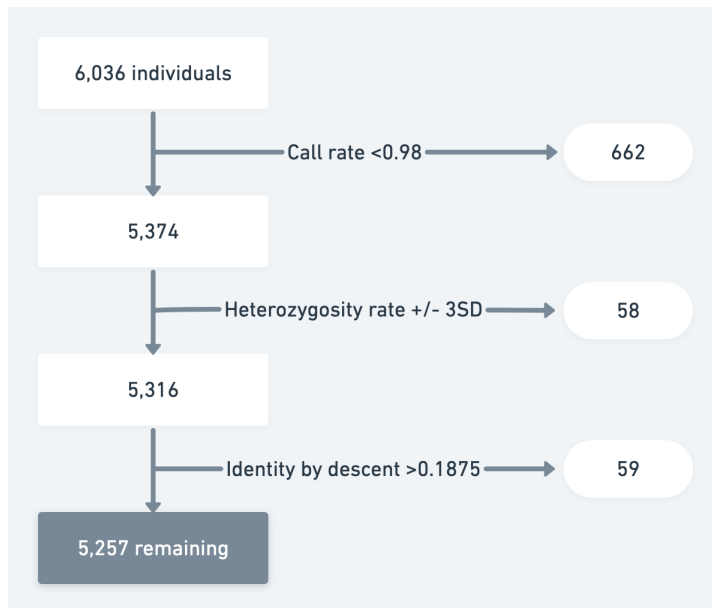 6,036 individuals
Call rate <0.98
662
5,374
Heterozygosity rate +/- 3SD
58
5,316
Identity by descent >0.1875
59
5,257 remaining